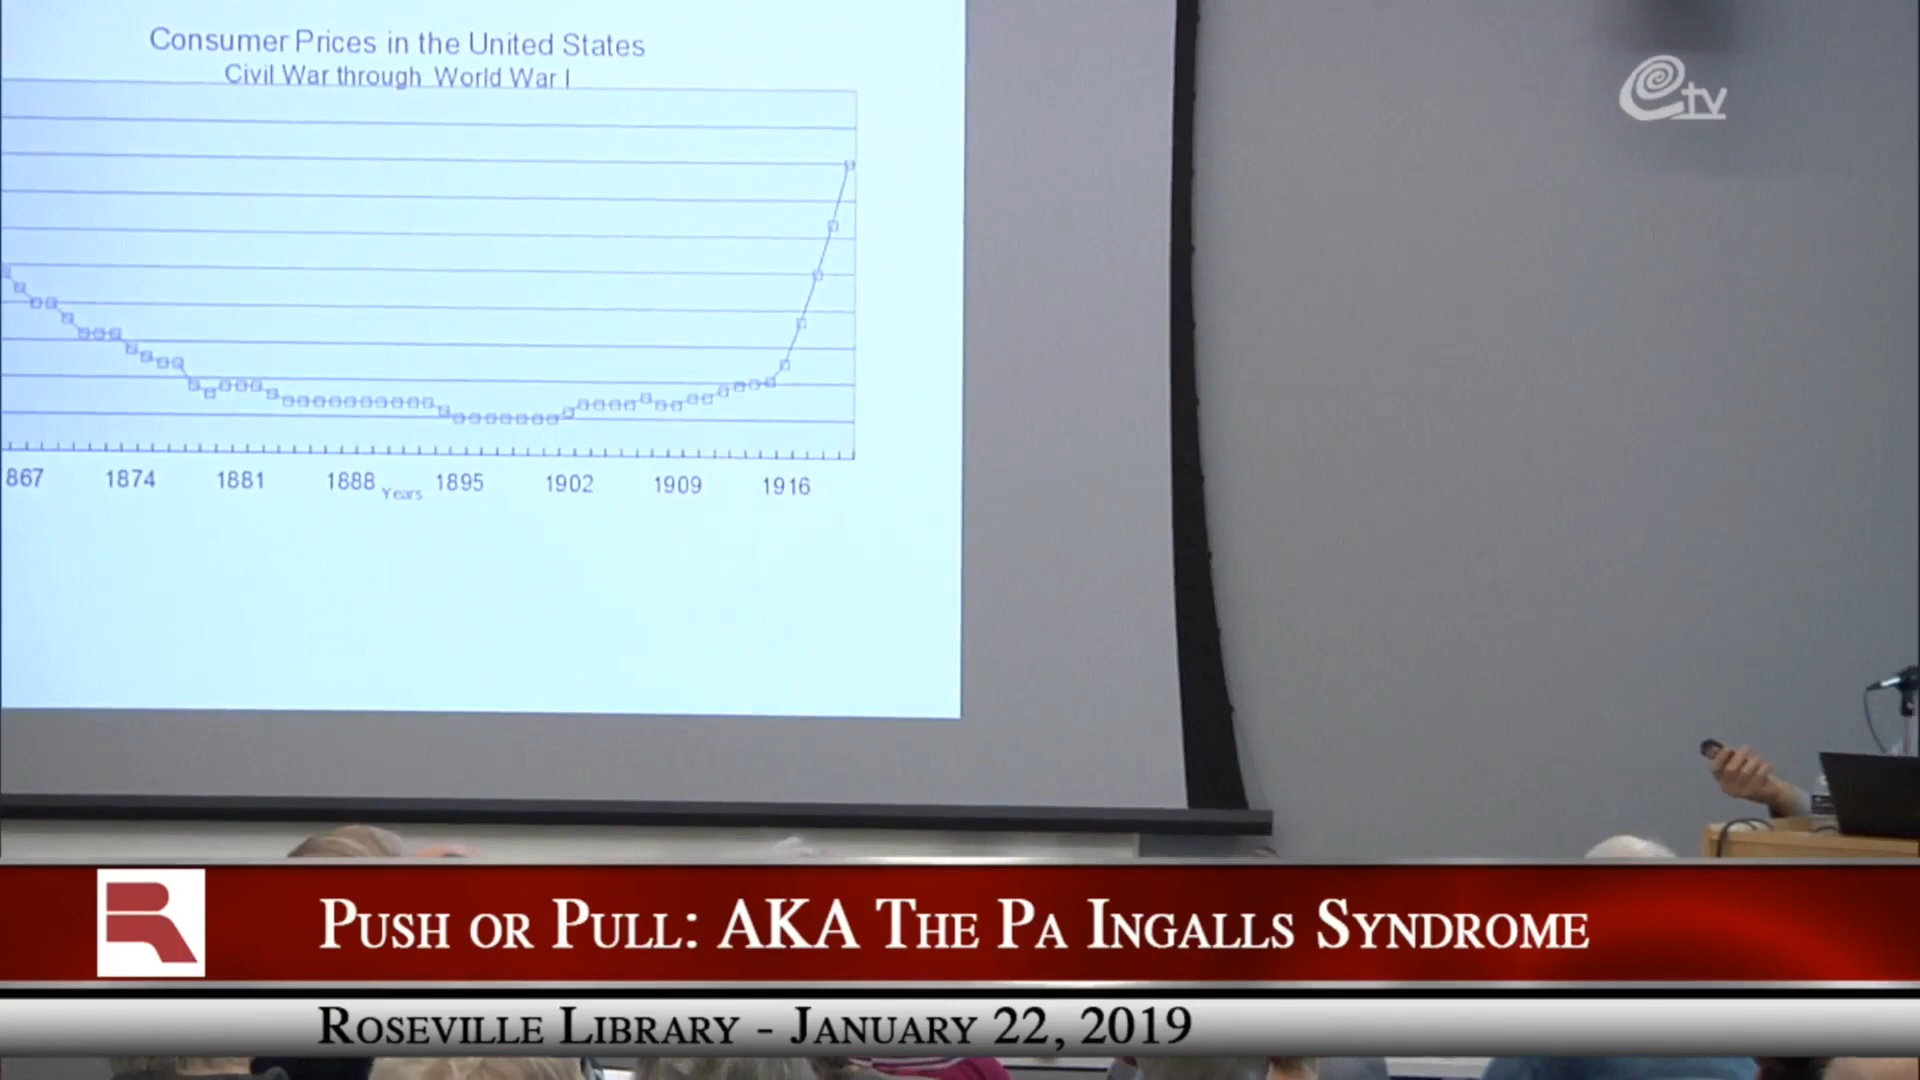 Consumer Prices in the United States
Civil War through World War I
etv
867 1874 1881 1888 1895 1902 1909 1916
Years
R
PUSH OR PULL: AKA THE PA INGALLS SYNDROME
ROSEVILLE LIBRARY - JANUARY 22, 2019